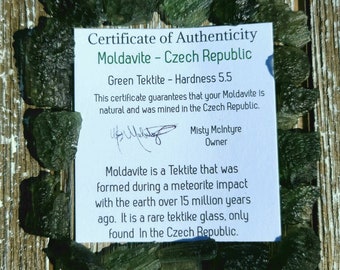 Certificate of Authenticity
Moldavite - Czech Republic
Green Tektite - Hardness 5.5
This certificate guarantees that your Moldavite is
natural and was mined in the Czech Republic.
Misty McIntyre
Owner
Moldavite is a Tektite that was
formed during a meteorite impact
with the earth over 15 million years
ago. It is a rare tektike glass, only
found In the Czech Republic.